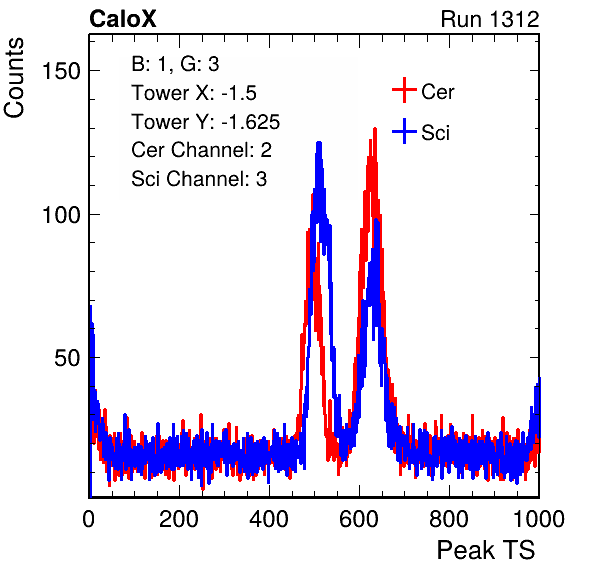 CaloX Run 1312
Counts
150
100
50
B: 1, G: 3
Tower X: -1.5
Tower Y: -1.625
Cer Channel: 2
Sci Channel: 3
Cer
Sci
0 200 400 600 800 1000
Peak TS